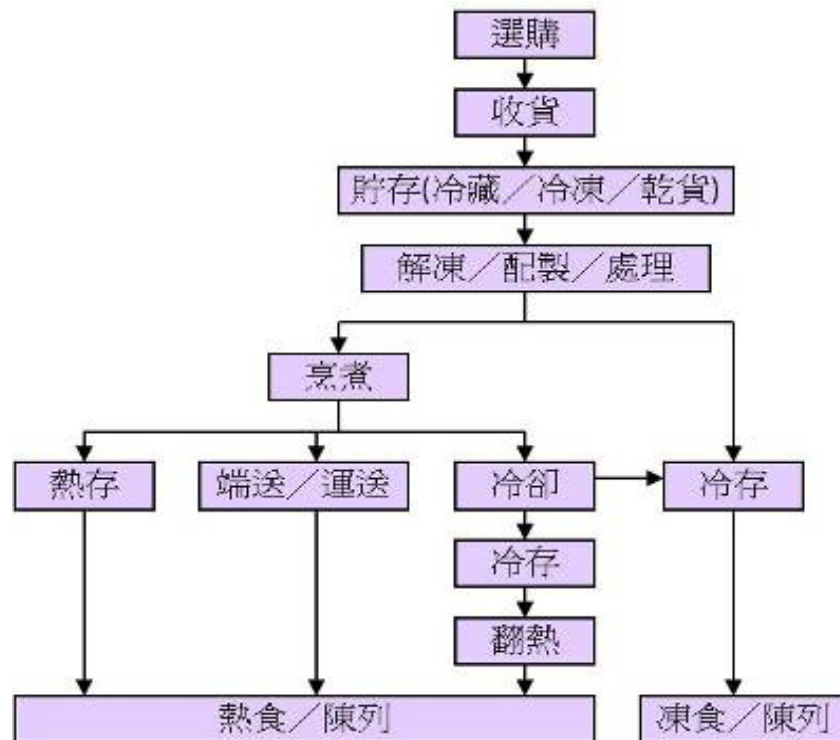 選購
收貨
貯存(冷藏／冷凍／乾貨)
解凍／配製／處理
烹煮
熱存
端送／運送
冷卻
冷存
冷存
翻熱
熱食／陳列
凍食／陳列